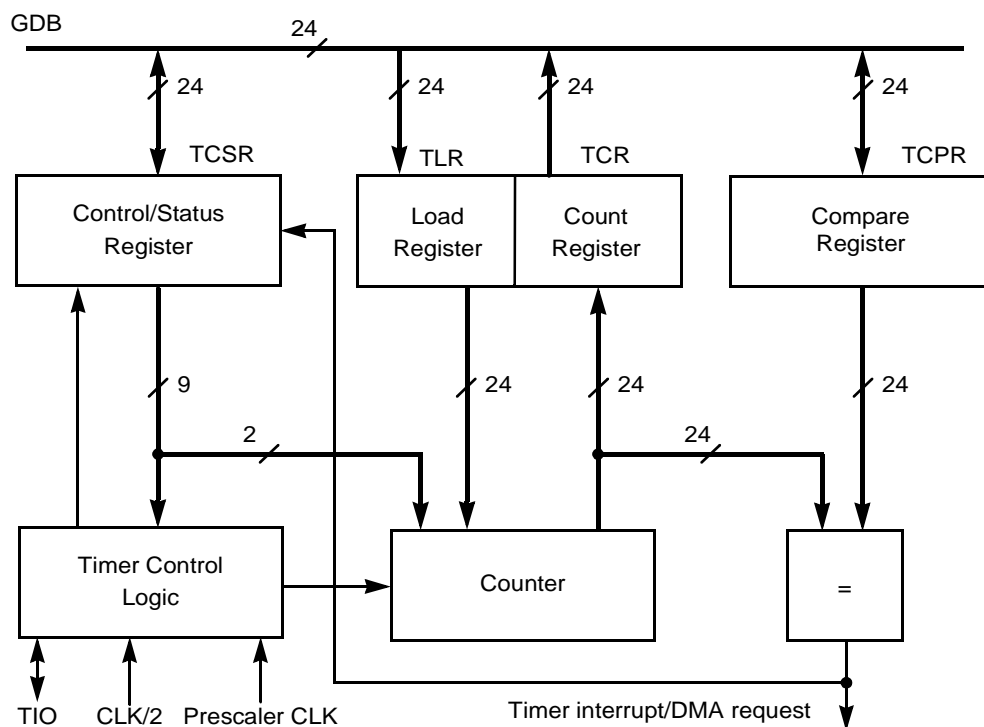 GDB
24
24
24
24
24
TCSR
TLR
TCR
TCPR
Control/Status
Register
Load
Register
Count
Register
Compare
Register
9
24
24
24
2
24
Timer Control
Logic
Counter
=
TIO
CLK/2
Prescaler CLK
Timer interrupt/DMA request